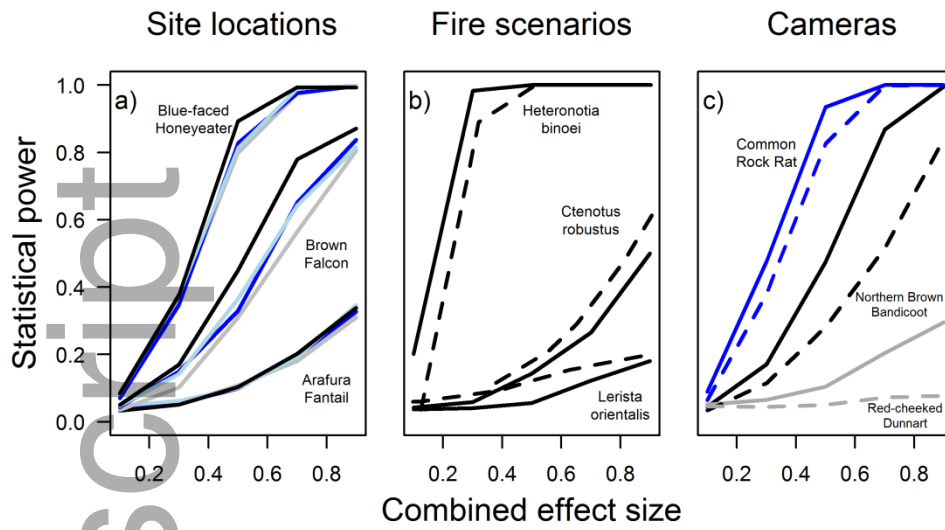 Site locations
Fire scenarios
Cameras
Statistical power
1.0
0.8
0.6
0.4
0.2
0.0
a)
Blue-faced
Honeyeater
Brown
Falcon
Arafura
Fantail
b)
Heteronotia
binoei
Ctenotus
robustus
Lerista
orientalis
c)
Common
Rock Rat
Northern Brown
Bandicoot
Red-cheeked
Dunnart
0.2 0.4 0.6 0.8
0.2 0.4 0.6 0.8
0.2 0.4 0.6 0.8
Combined effect size
script